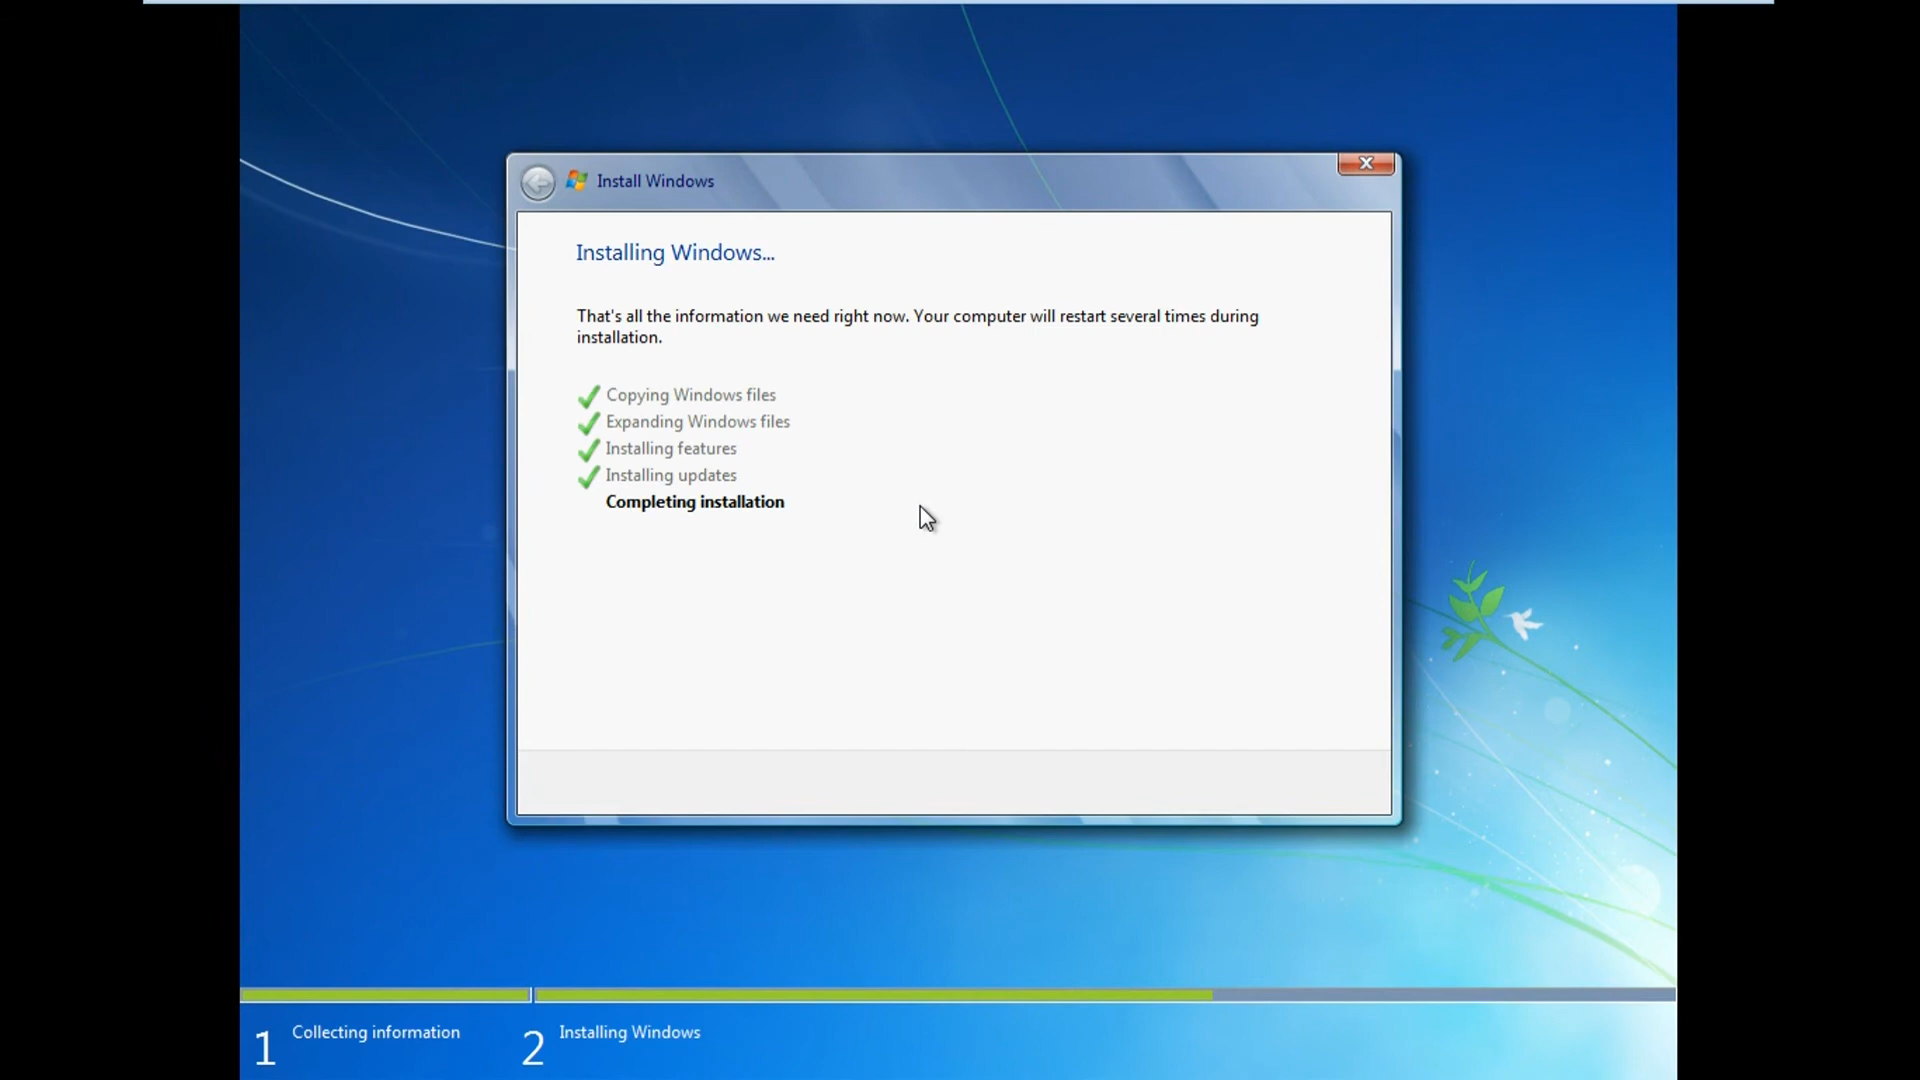 Install Windows
Installing Windows...
That's all the information we need right now. Your computer will restart several times during
installation.
Copying Windows files
Expanding Windows files
Installing features
Installing updates
Completing installation
1 Collecting information
2 Installing Windows